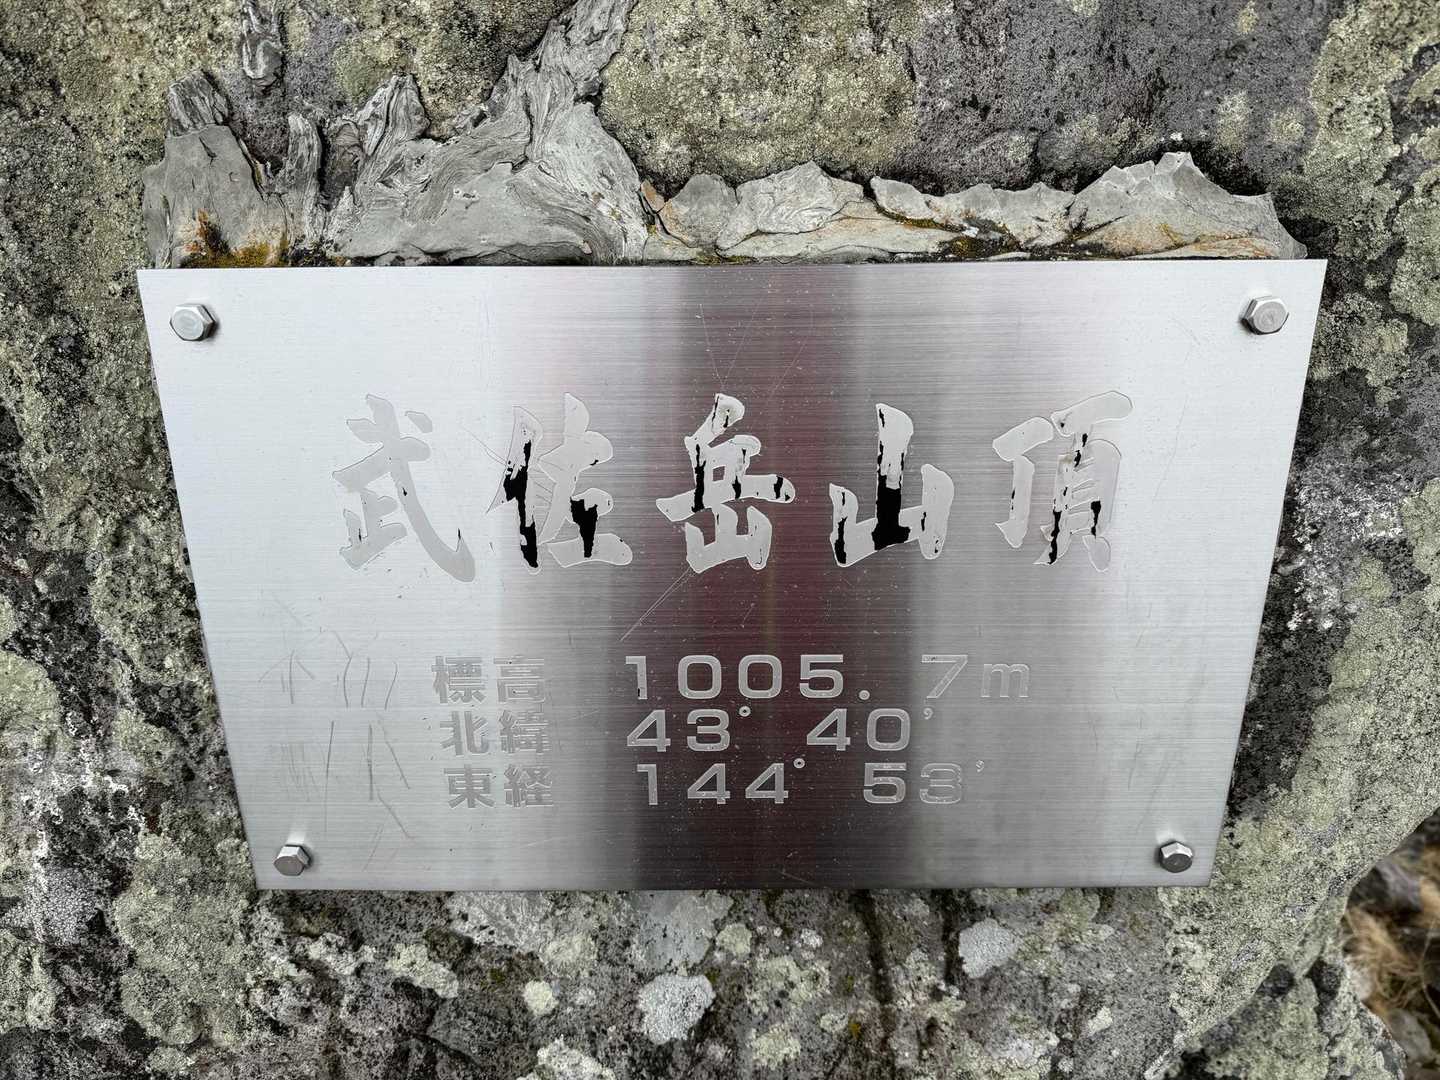 武佐岳山頂
標高 1005.7m
北緯 43° 40'
東経 144° 53'